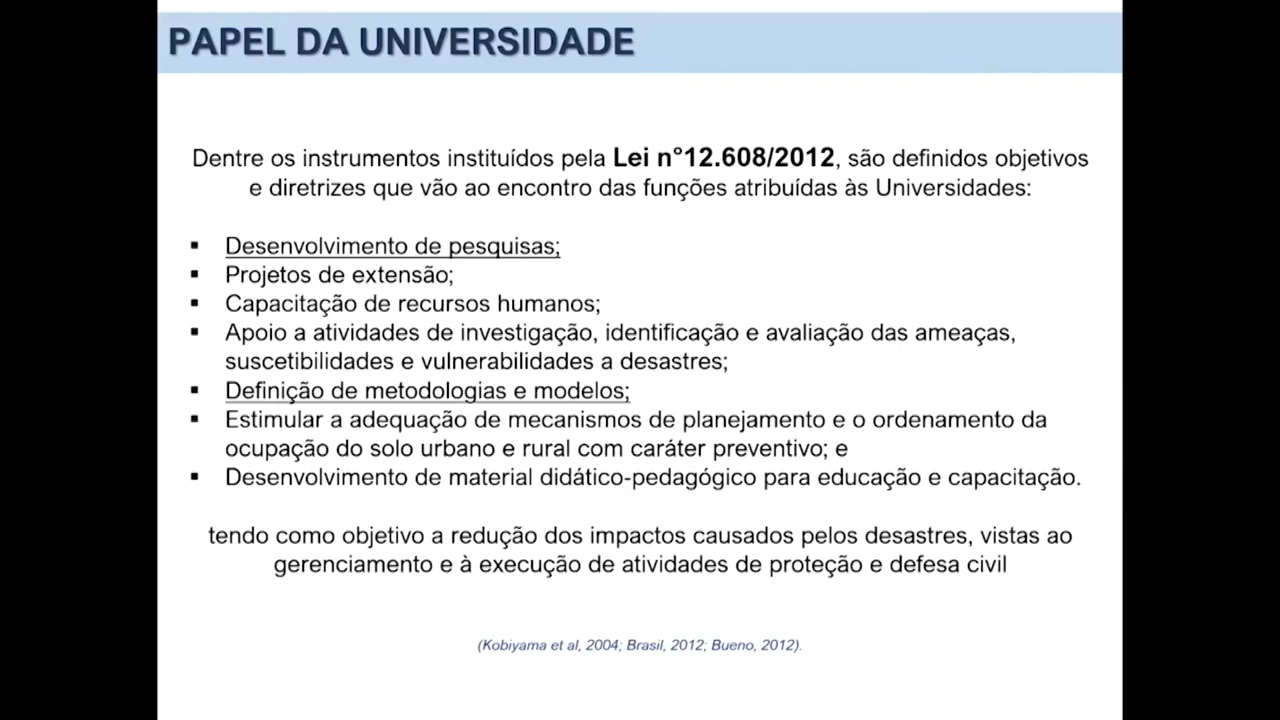 PAPEL DA UNIVERSIDADE
Dentre os instrumentos instituídos pela Lei n°12.608/2012, são definidos objetivos
e diretrizes que vão ao encontro das funções atribuídas às Universidades:
▪ Desenvolvimento de pesquisas;
▪ Projetos de extensão;
▪ Capacitação de recursos humanos;
▪ Apoio a atividades de investigação, identificação e avaliação das ameaças,
suscetibilidades e vulnerabilidades a desastres;
▪ Definição de metodologias e modelos;
▪ Estimular a adequação de mecanismos de planejamento e o ordenamento da
ocupação do solo urbano e rural com caráter preventivo; e
▪ Desenvolvimento de material didático-pedagógico para educação e capacitação.
tendo como objetivo a redução dos impactos causados pelos desastres, vistas ao
gerenciamento e à execução de atividades de proteção e defesa civil
(Kobiyama et al, 2004; Brasil, 2012; Bueno, 2012).